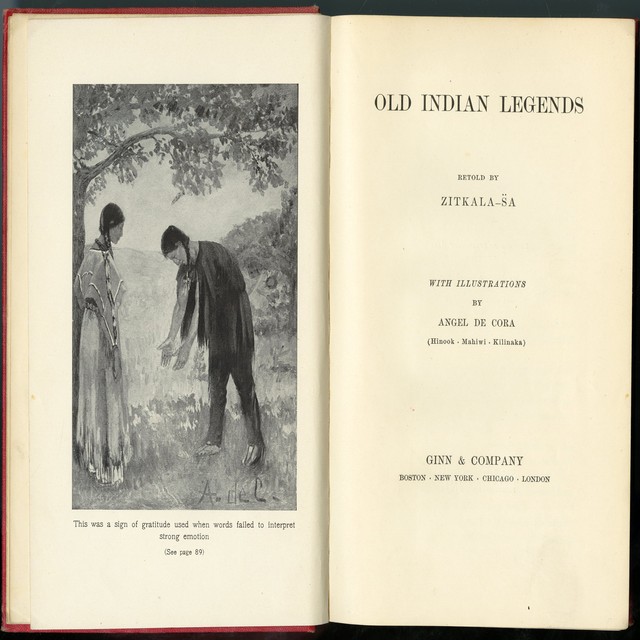 A. de C.
This was a sign of gratitude used when words failed to interpret
strong emotion
(See page 89)
OLD INDIAN LEGENDS
RETOLD BY
ZITKALA-S̈A
WITH ILLUSTRATIONS
BY
ANGEL DE CORA
(Hinook · Mahiwi · Kilinaka)
GINN & COMPANY
BOSTON · NEW YORK · CHICAGO · LONDON